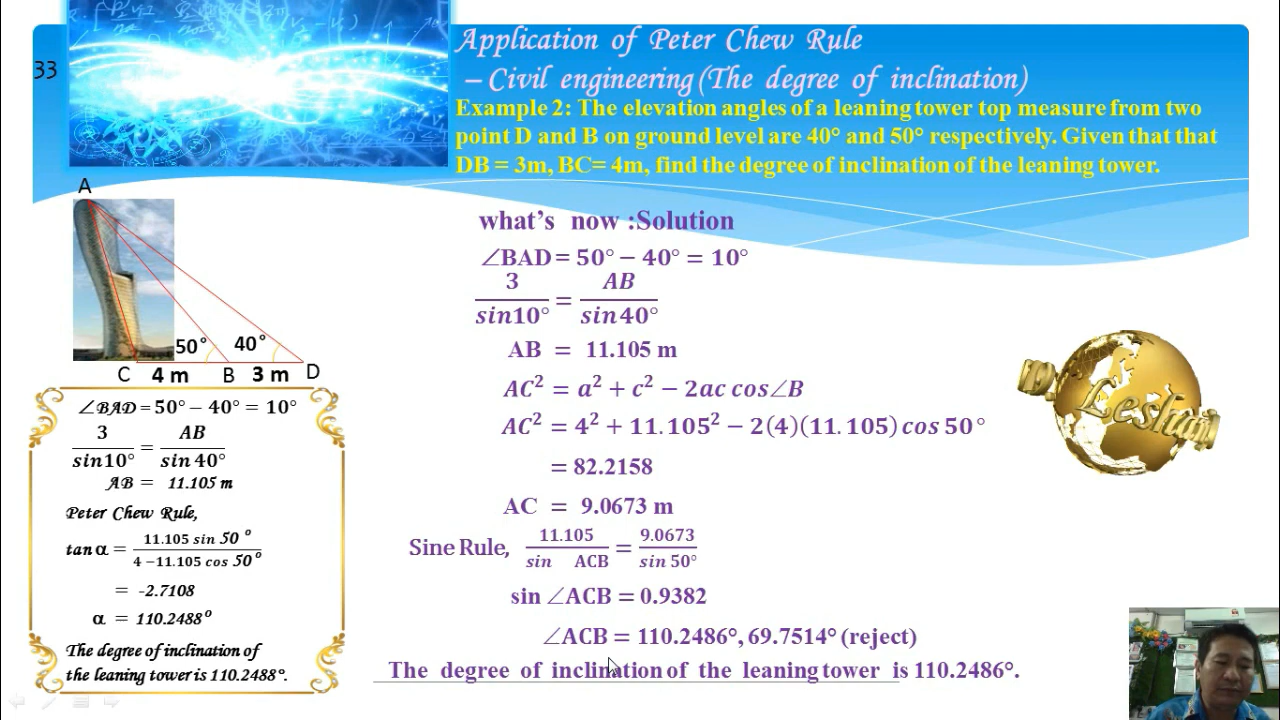 33
Application of Peter Chew Rule
– Civil engineering (The degree of inclination)
Example 2: The elevation angles of a leaning tower top measure from two
point D and B on ground level are 40° and 50° respectively. Given that that
DB = 3m, BC= 4m, find the degree of inclination of the leaning tower.
A
50°
40°
C 4 m B 3 m D
∠BAD = 50° − 40° = 10°
3/sin10° = AB/sin 40°
AB = 11.105 m
Peter Chew Rule,
tan α = 11.105 sin 50 °/4 −11.105 cos 50°
= -2.7108
α = 110.2488°
The degree of inclination of
the leaning tower is 110.2488°.
what's now :Solution
∠BAD = 50° − 40° = 10°
3/sin10° = AB/sin 40°
AB = 11.105 m
AC² = a² + c² − 2ac cos∠B
AC² = 4² + 11.105² − 2(4)(11.105) cos 50°
= 82.2158
AC = 9.0673 m
Sine Rule, 11.105/sin ACB = 9.0673/sin 50°
sin ∠ACB = 0.9382
∠ACB = 110.2486°, 69.7514° (reject)
The degree of inclination of the leaning tower is 110.2486°.
Leshan